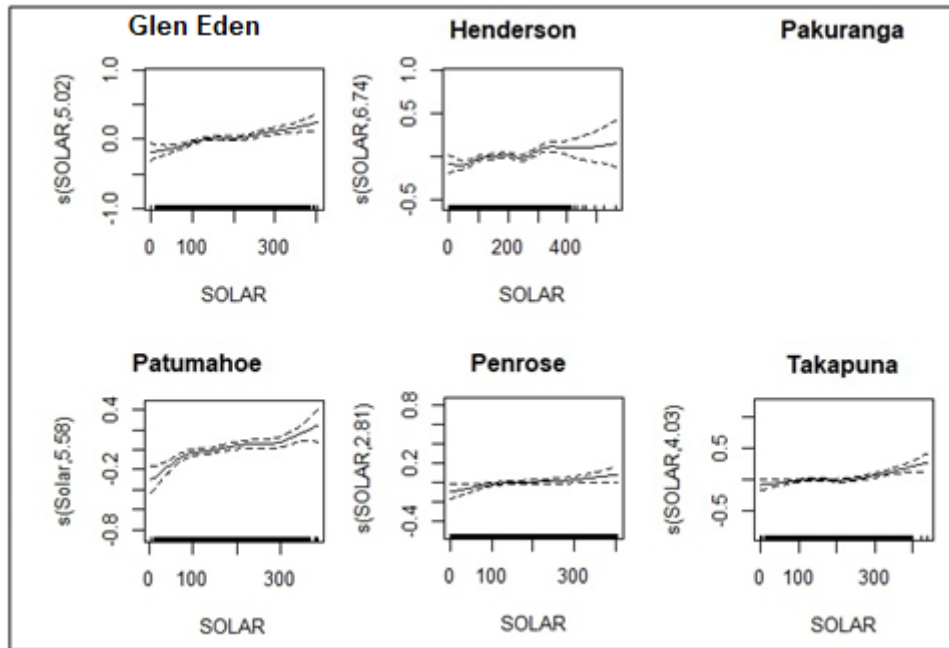 Glen Eden
s(SOLAR,5.02)
1.0
0.0
-1.0
0 100 300
SOLAR
Henderson
s(SOLAR,6.74)
1.0
0.5
-0.5
0 200 400
SOLAR
Pakuranga
Patumahoe
s(Solar,5.58)
0.4
-0.2
-0.8
0 100 300
SOLAR
Penrose
s(SOLAR,2.81)
0.8
0.2
-0.4
0 100 300
SOLAR
Takapuna
s(SOLAR,4.03)
0.5
-0.5
0 100 300
SOLAR